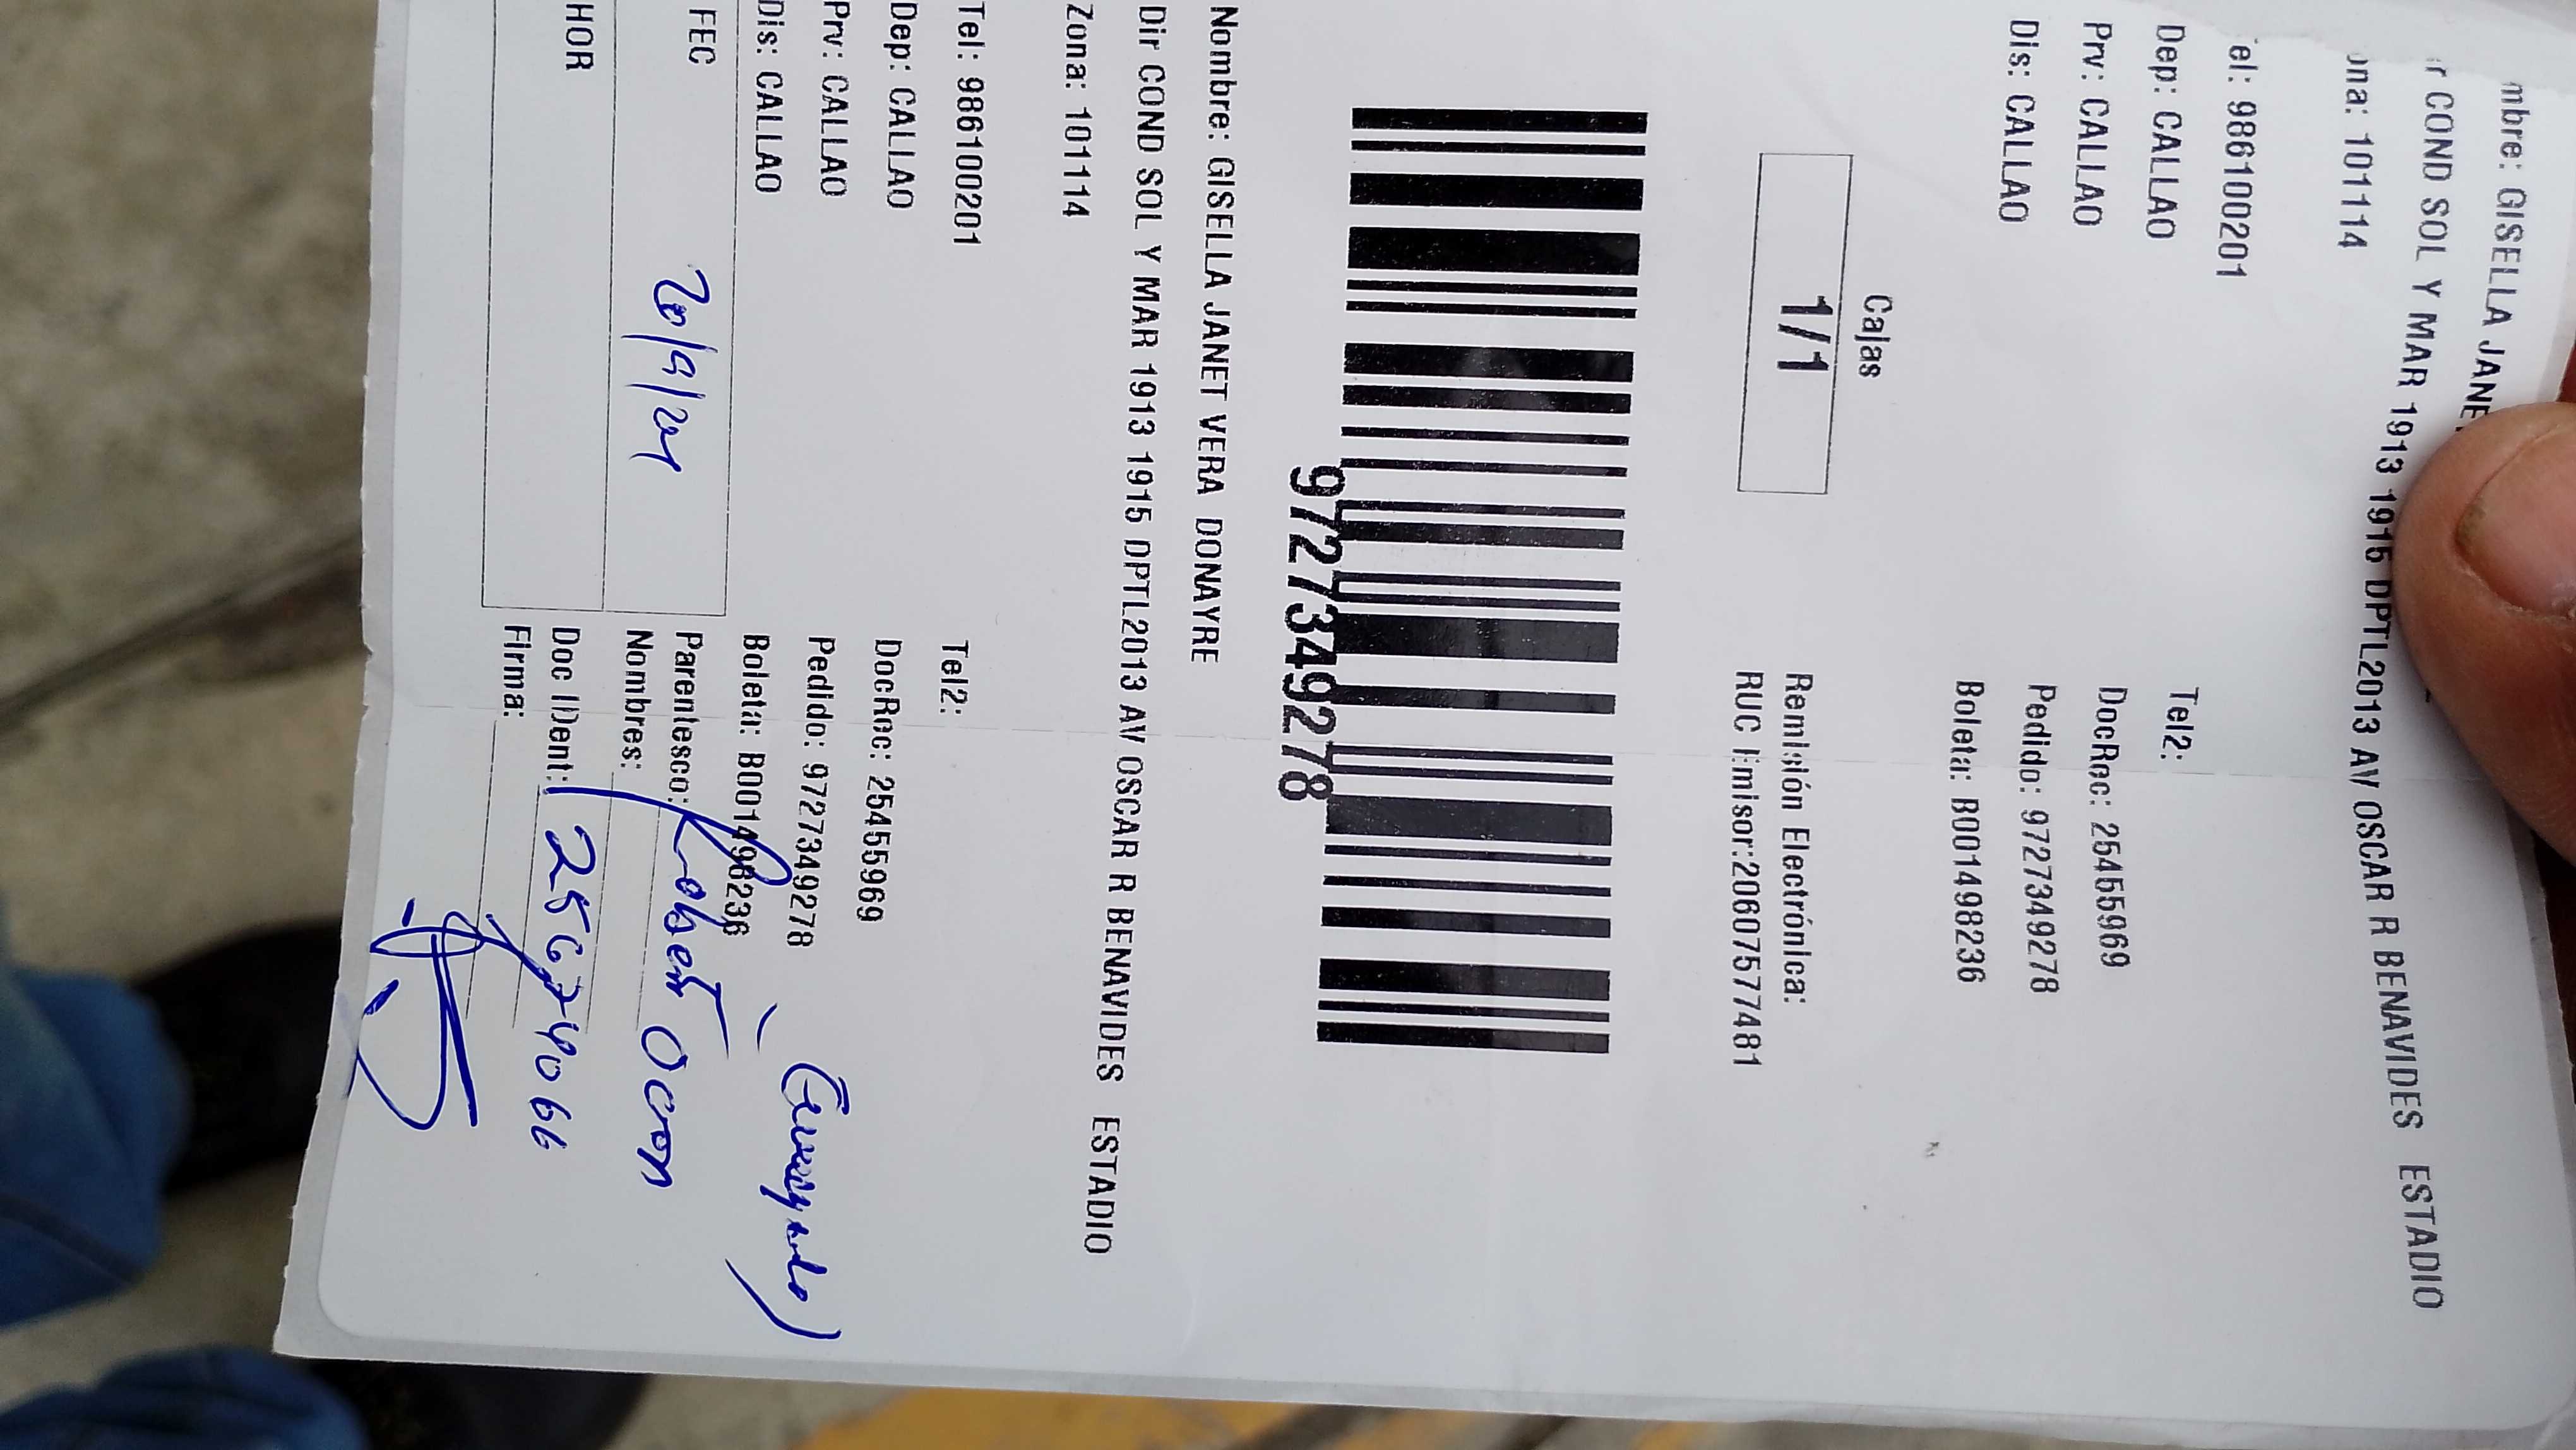 mbre: GISELLA JANE
r COND SOL Y MAR 1913 1915 DPTL2013 AV OSCAR R BENAVIDES ESTADIO
ona: 101114
el: 986100201
Tel2:
Dep: CALLAO
DocRec: 25455969
Prv: CALLAO
Pedido: 9727349278
Dis: CALLAO
Boleta: B001498236
Cajas
1/1
Remisión Electrónica:
RUC Emisor:20607577481
9727349278
Nombre: GISELLA JANET VERA DONAYRE
Dir COND SOL Y MAR 1913 1915 DPTL2013 AV OSCAR R BENAVIDES ESTADIO
Zona: 101114
Tel: 986100201
Tel2:
Dep: CALLAO
DocRec: 25455969
Prv: CALLAO
Pedido: 9727349278
Dis: CALLAO
Boleta: B001498236
FEC 20/9/24
Parentesco:
Nombres: Robert Ocon
HOR
Doc IDent: 25674066
Firma: